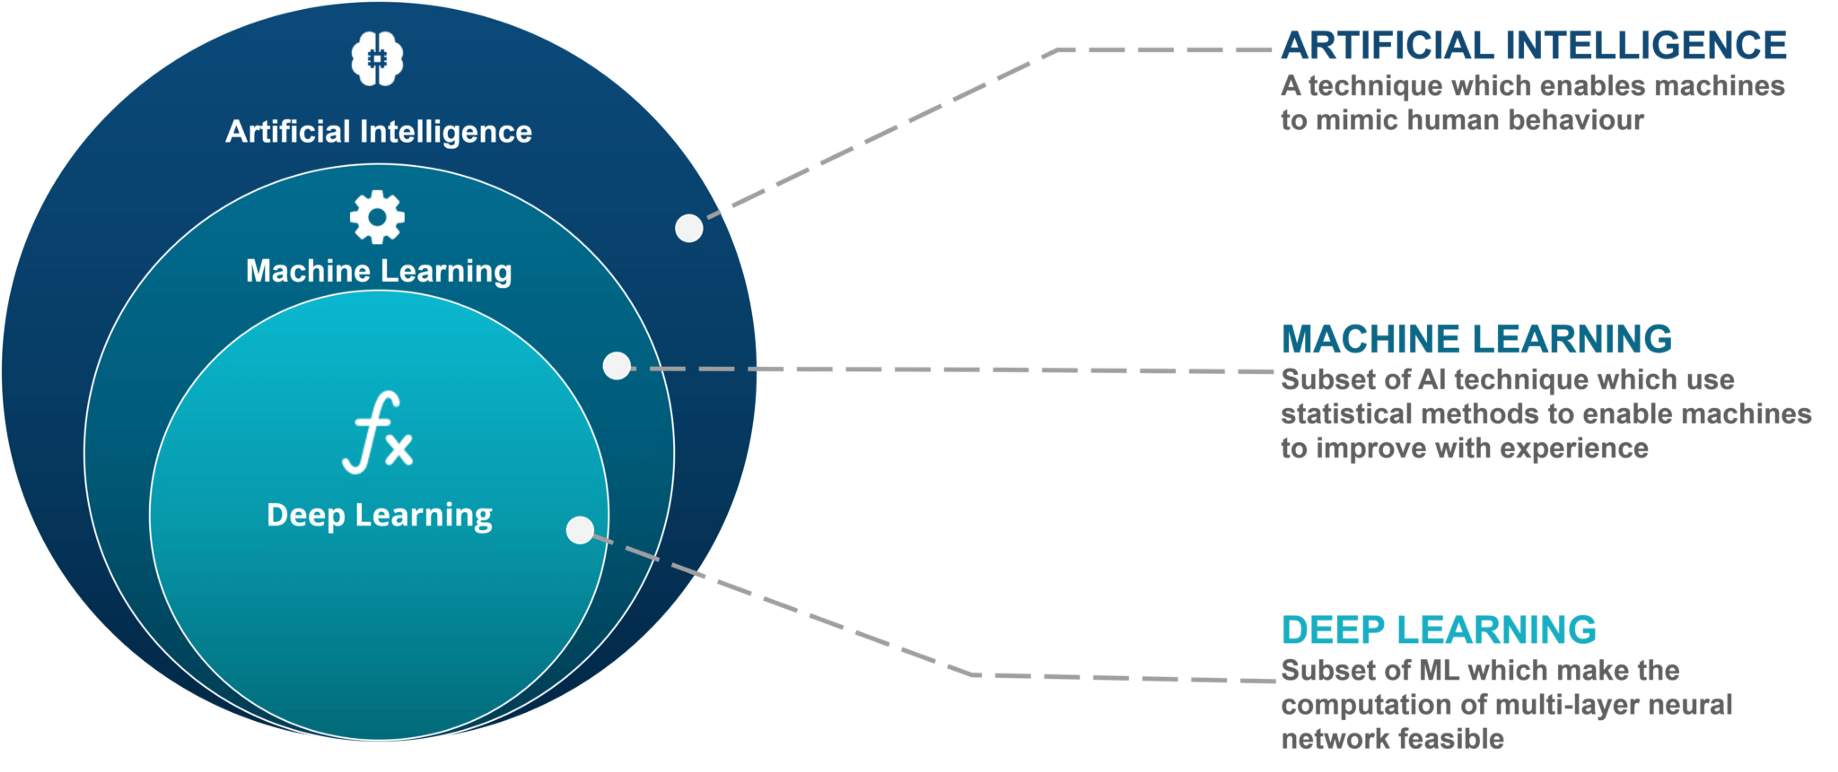 Artificial Intelligence
Machine Learning
fx
Deep Learning
ARTIFICIAL INTELLIGENCE
A technique which enables machines
to mimic human behaviour
MACHINE LEARNING
Subset of AI technique which use
statistical methods to enable machines
to improve with experience
DEEP LEARNING
Subset of ML which make the
computation of multi-layer neural
network feasible